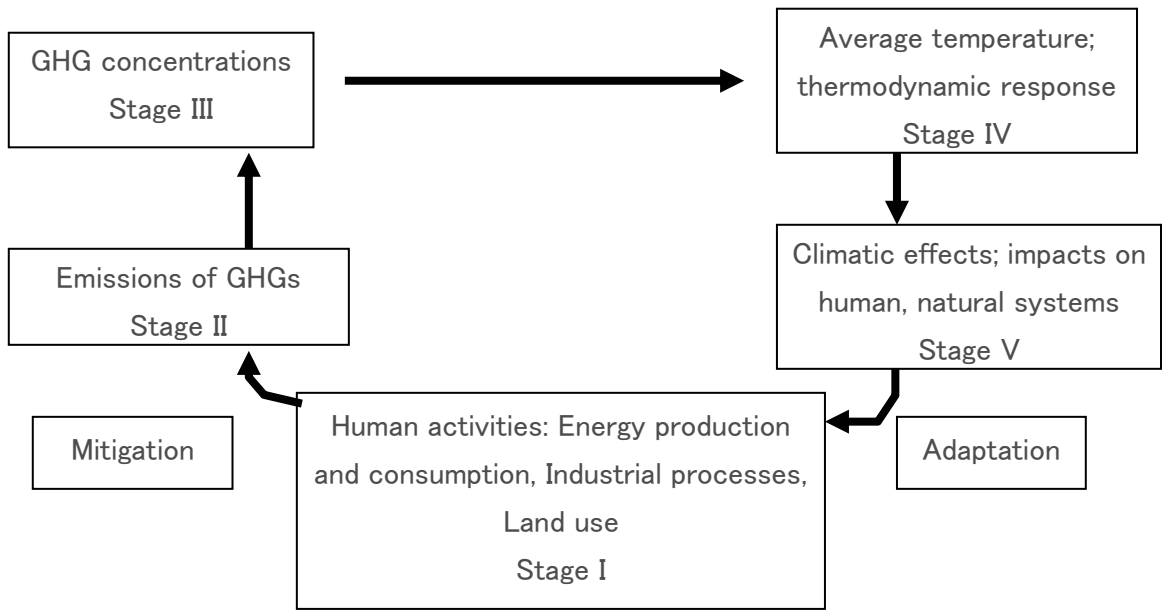 GHG concentrations
Stage Ⅲ
Average temperature;
thermodynamic response
Stage Ⅳ
Emissions of GHGs
Stage Ⅱ
Climatic effects; impacts on
human, natural systems
Stage Ⅴ
Mitigation
Human activities: Energy production
and consumption, Industrial processes,
Land use
Stage Ⅰ
Adaptation